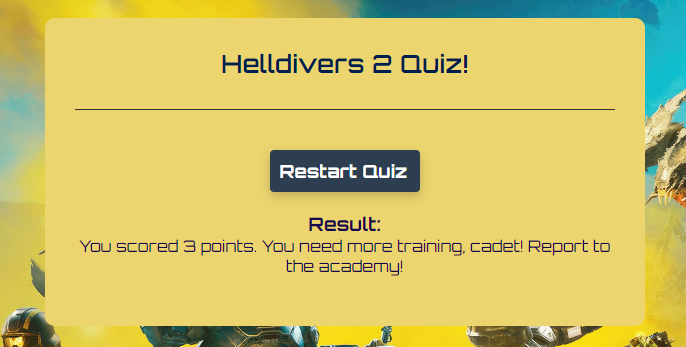 Helldivers 2 Quiz!
Restart Quiz
Result:
You scored 3 points. You need more training, cadet! Report to
the academy!